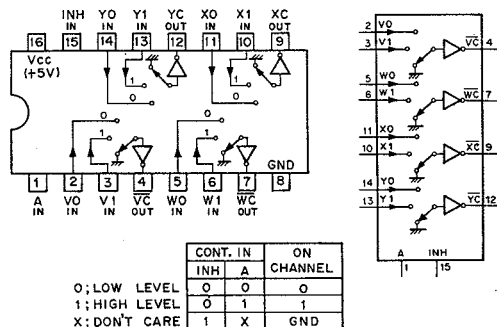 INH Y0 Y1 YC X0 X1 XC
IN IN IN OUT IN IN OUT
16 15 14 13 12 11 10 9
Vcc
(+5V)
1 0 1 0
0 1 0 1
GND
1 2 3 4 5 6 7 8
A V0 V1 VC W0 W1 WC
IN IN IN OUT IN IN OUT
2 V0
3 V1
VC 4
5 W0
6 W1
WC 7
11 X0
10 X1
XC 9
14 Y0
13 Y1
YC 12
A INH
1 15
CONT. IN ON
INH A CHANNEL
0; LOW LEVEL 0 0 0
1; HIGH LEVEL 0 1 1
X: DON'T CARE 1 X GND